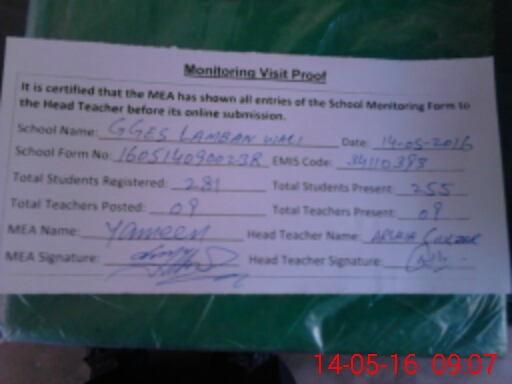 Monitoring Visit Proof
It is certified that the MEA has shown all entries of the School Monitoring Form to
the Head Teacher before its online submission.
School Name: GGES LAMBAN WALI Date: 14-05-2016
School Form No: 160514090023R EMIS Code: 34110393
Total Students Registered: 281 Total Students Present: 255
Total Teachers Posted: 09 Total Teachers Present: 09
MEA Name: Yameen Head Teacher Name:
MEA Signature: Head Teacher Signature:
14-05-16 09:07